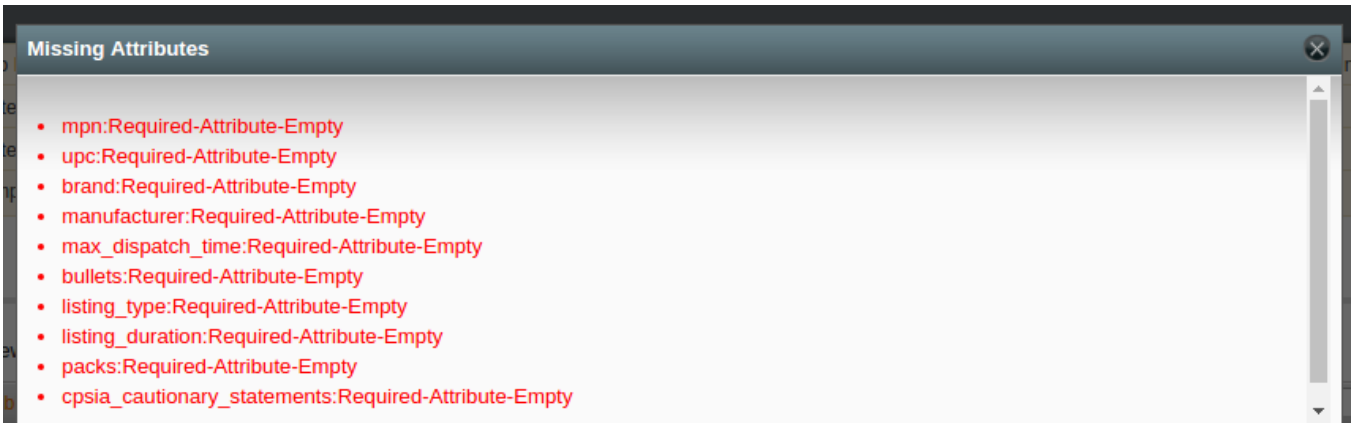 Missing Attributes
mpn:Required-Attribute-Empty
upc:Required-Attribute-Empty
brand:Required-Attribute-Empty
manufacturer:Required-Attribute-Empty
max_dispatch_time:Required-Attribute-Empty
bullets:Required-Attribute-Empty
listing_type:Required-Attribute-Empty
listing_duration:Required-Attribute-Empty
packs:Required-Attribute-Empty
cpsia_cautionary_statements:Required-Attribute-Empty